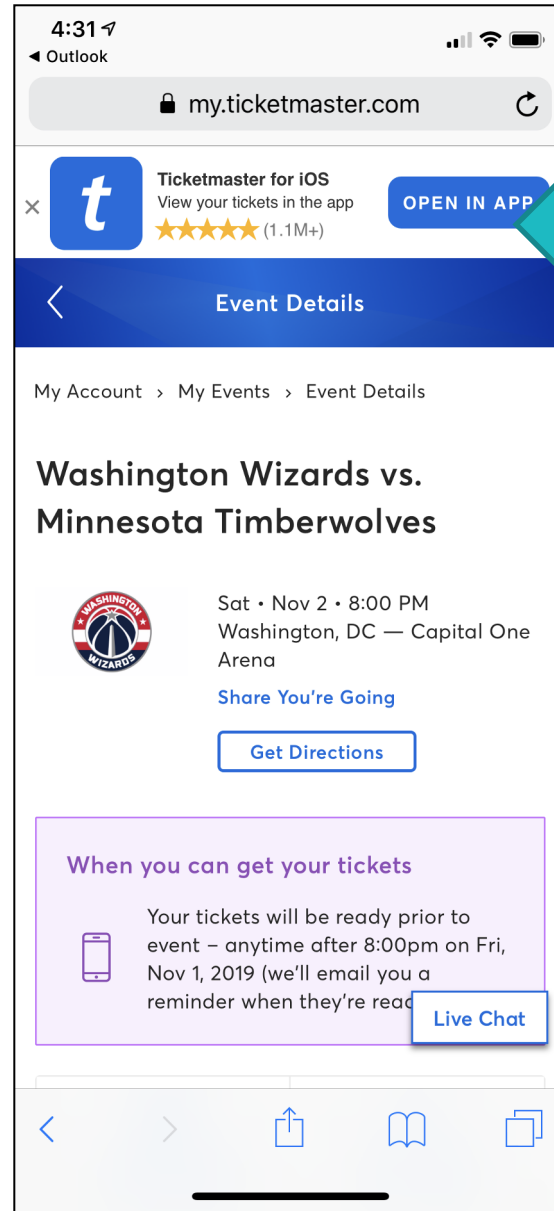 4:31
◀ Outlook
my.ticketmaster.com
t
Ticketmaster for iOS
View your tickets in the app
(1.1M+)
OPEN IN APP
Event Details
My Account › My Events › Event Details
Washington Wizards vs.
Minnesota Timberwolves
WASHINGTON
WIZARDS
Sat • Nov 2 • 8:00 PM
Washington, DC — Capital One
Arena
Share You're Going
Get Directions
When you can get your tickets
Your tickets will be ready prior to
event – anytime after 8:00pm on Fri,
Nov 1, 2019 (we'll email you a
reminder when they're
Live Chat